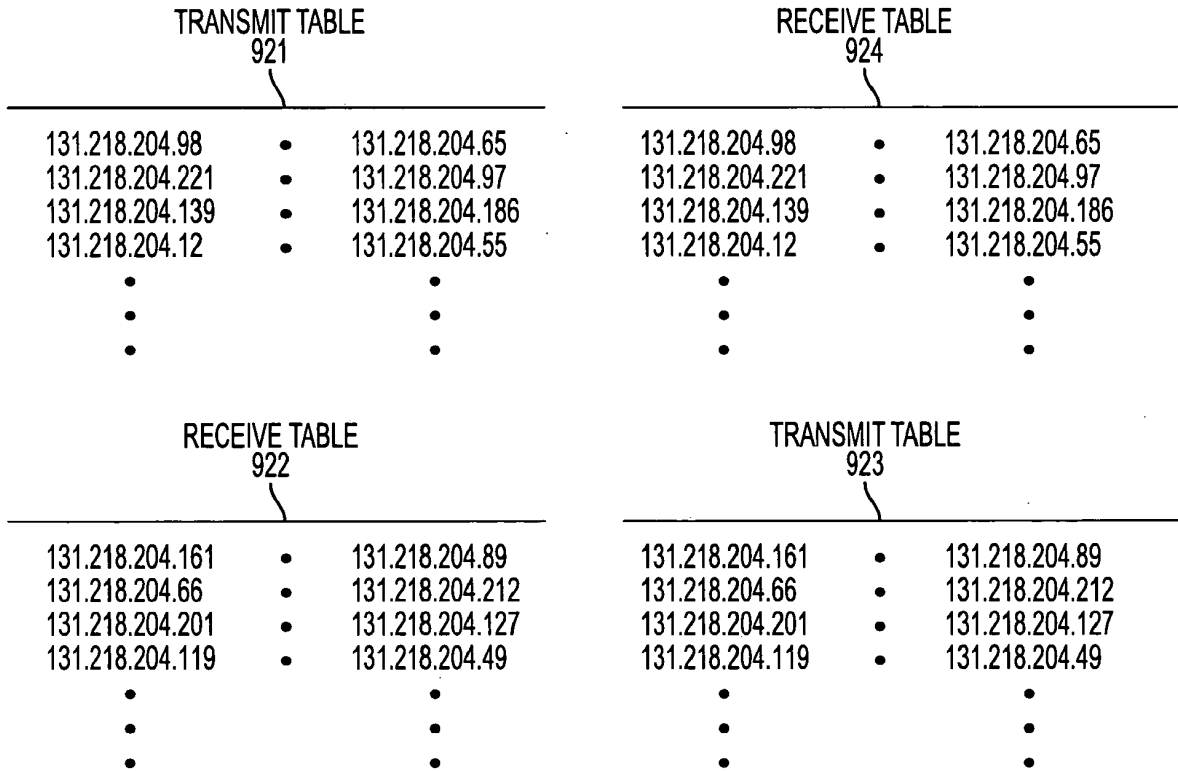 TRANSMIT TABLE
921
131.218.204.98 • 131.218.204.65
131.218.204.221 • 131.218.204.97
131.218.204.139 • 131.218.204.186
131.218.204.12 • 131.218.204.55
RECEIVE TABLE
924
131.218.204.98 • 131.218.204.65
131.218.204.221 • 131.218.204.97
131.218.204.139 • 131.218.204.186
131.218.204.12 • 131.218.204.55
RECEIVE TABLE
922
131.218.204.161 • 131.218.204.89
131.218.204.66 • 131.218.204.212
131.218.204.201 • 131.218.204.127
131.218.204.119 • 131.218.204.49
TRANSMIT TABLE
923
131.218.204.161 • 131.218.204.89
131.218.204.66 • 131.218.204.212
131.218.204.201 • 131.218.204.127
131.218.204.119 • 131.218.204.49